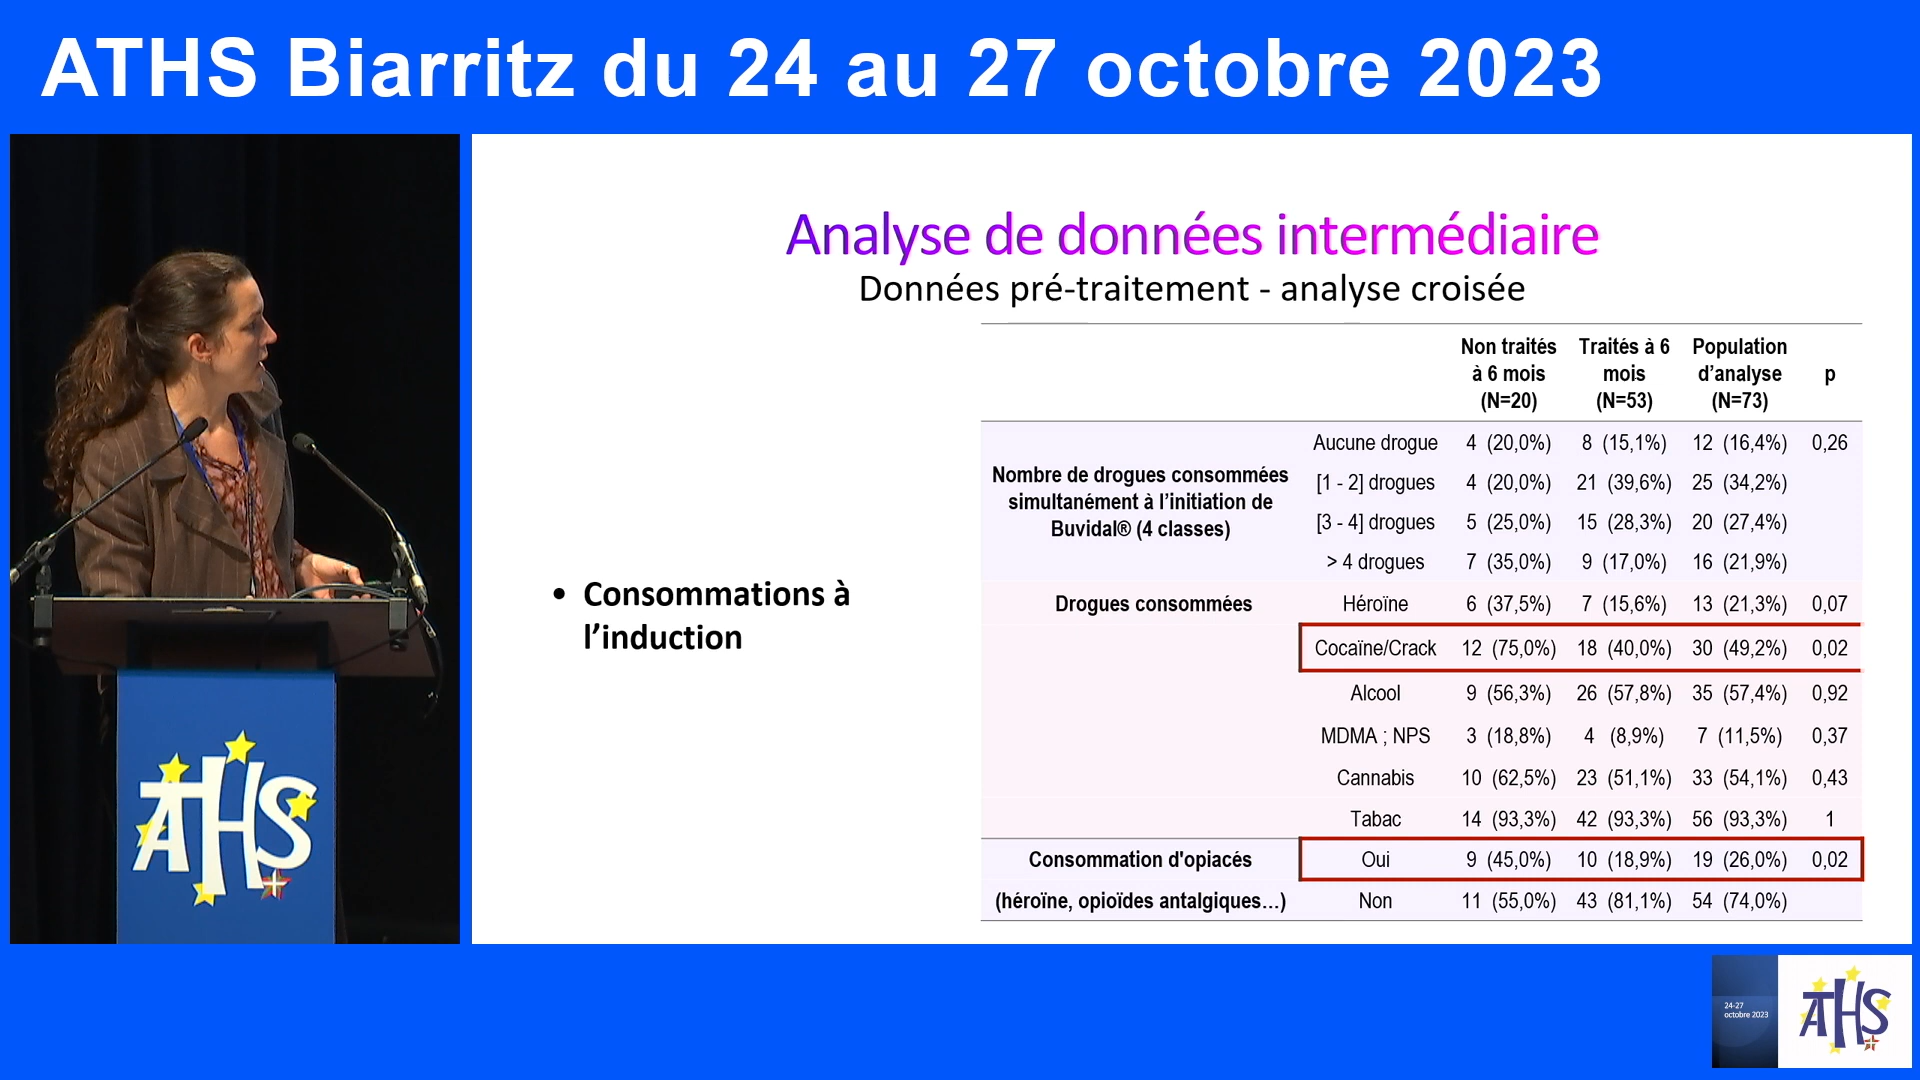 ATHS Biarritz du 24 au 27 octobre 2023
Analyse de données intermédiaire
Données pré-traitement - analyse croisée
Non traités à 6 mois (N=20) Traités à 6 mois (N=53) Population d’analyse (N=73) p
Nombre de drogues consommées simultanément à l’initiation de Buvidal® (4 classes)
Aucune drogue 4 (20,0%) 8 (15,1%) 12 (16,4%) 0,26
[1 - 2] drogues 4 (20,0%) 21 (39,6%) 25 (34,2%)
[3 - 4] drogues 5 (25,0%) 15 (28,3%) 20 (27,4%)
> 4 drogues 7 (35,0%) 9 (17,0%) 16 (21,9%)
Drogues consommées Héroïne 6 (37,5%) 7 (15,6%) 13 (21,3%) 0,07
Cocaïne/Crack 12 (75,0%) 18 (40,0%) 30 (49,2%) 0,02
Alcool 9 (56,3%) 26 (57,8%) 35 (57,4%) 0,92
MDMA ; NPS 3 (18,8%) 4 (8,9%) 7 (11,5%) 0,37
Cannabis 10 (62,5%) 23 (51,1%) 33 (54,1%) 0,43
Tabac 14 (93,3%) 42 (93,3%) 56 (93,3%) 1
Consommation d'opiacés Oui 9 (45,0%) 10 (18,9%) 19 (26,0%) 0,02
(héroïne, opioïdes antalgiques…) Non 11 (55,0%) 43 (81,1%) 54 (74,0%)
• Consommations à
l’induction
ATHS
24-27
octobre 2023
ATHS